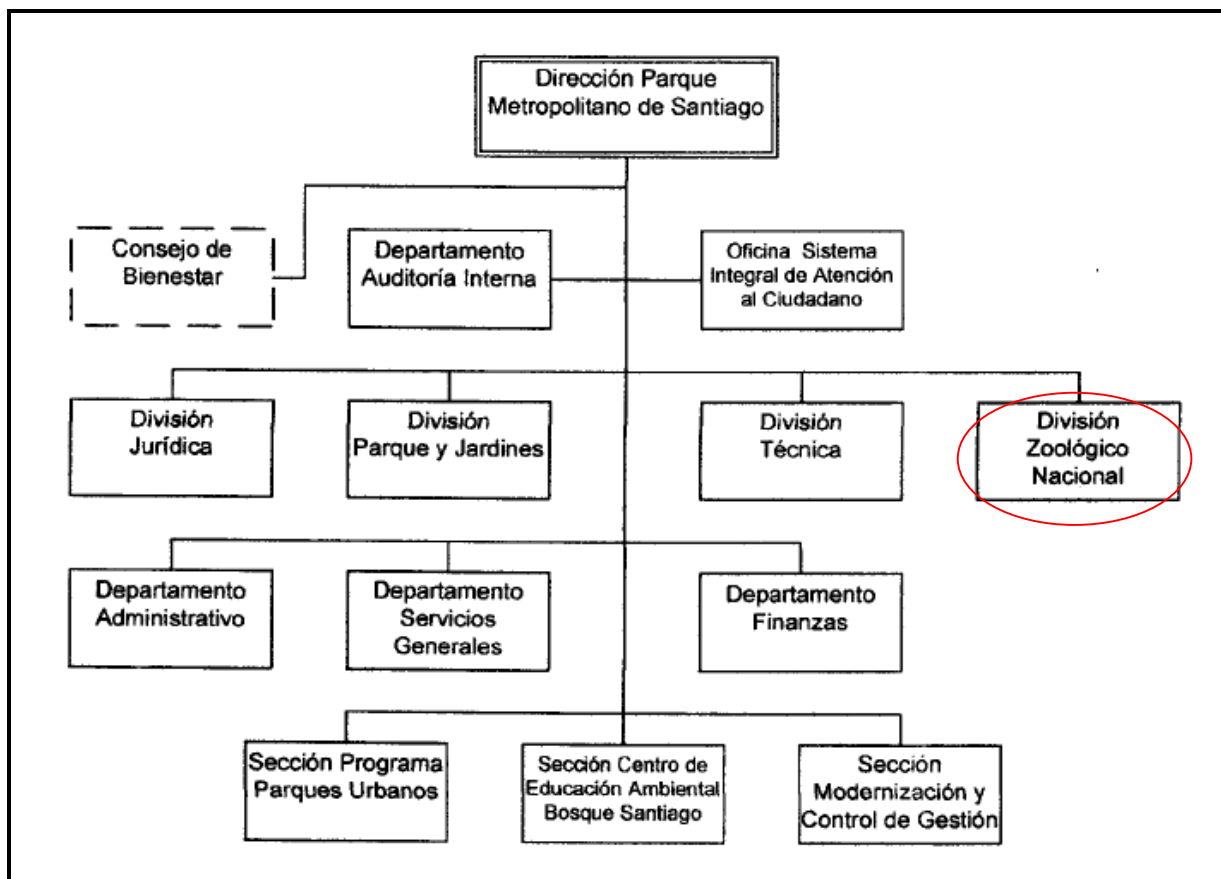 Dirección Parque
Metropolitano de Santiago
Consejo de
Bienestar
Departamento
Auditoría Interna
Oficina Sistema
Integral de Atención
al Ciudadano
División
Jurídica
División
Parque y Jardines
División
Técnica
División
Zoológico
Nacional
Departamento
Administrativo
Departamento
Servicios
Generales
Departamento
Finanzas
Sección Programa
Parques Urbanos
Sección Centro de
Educación Ambiental
Bosque Santiago
Sección
Modernización y
Control de Gestión